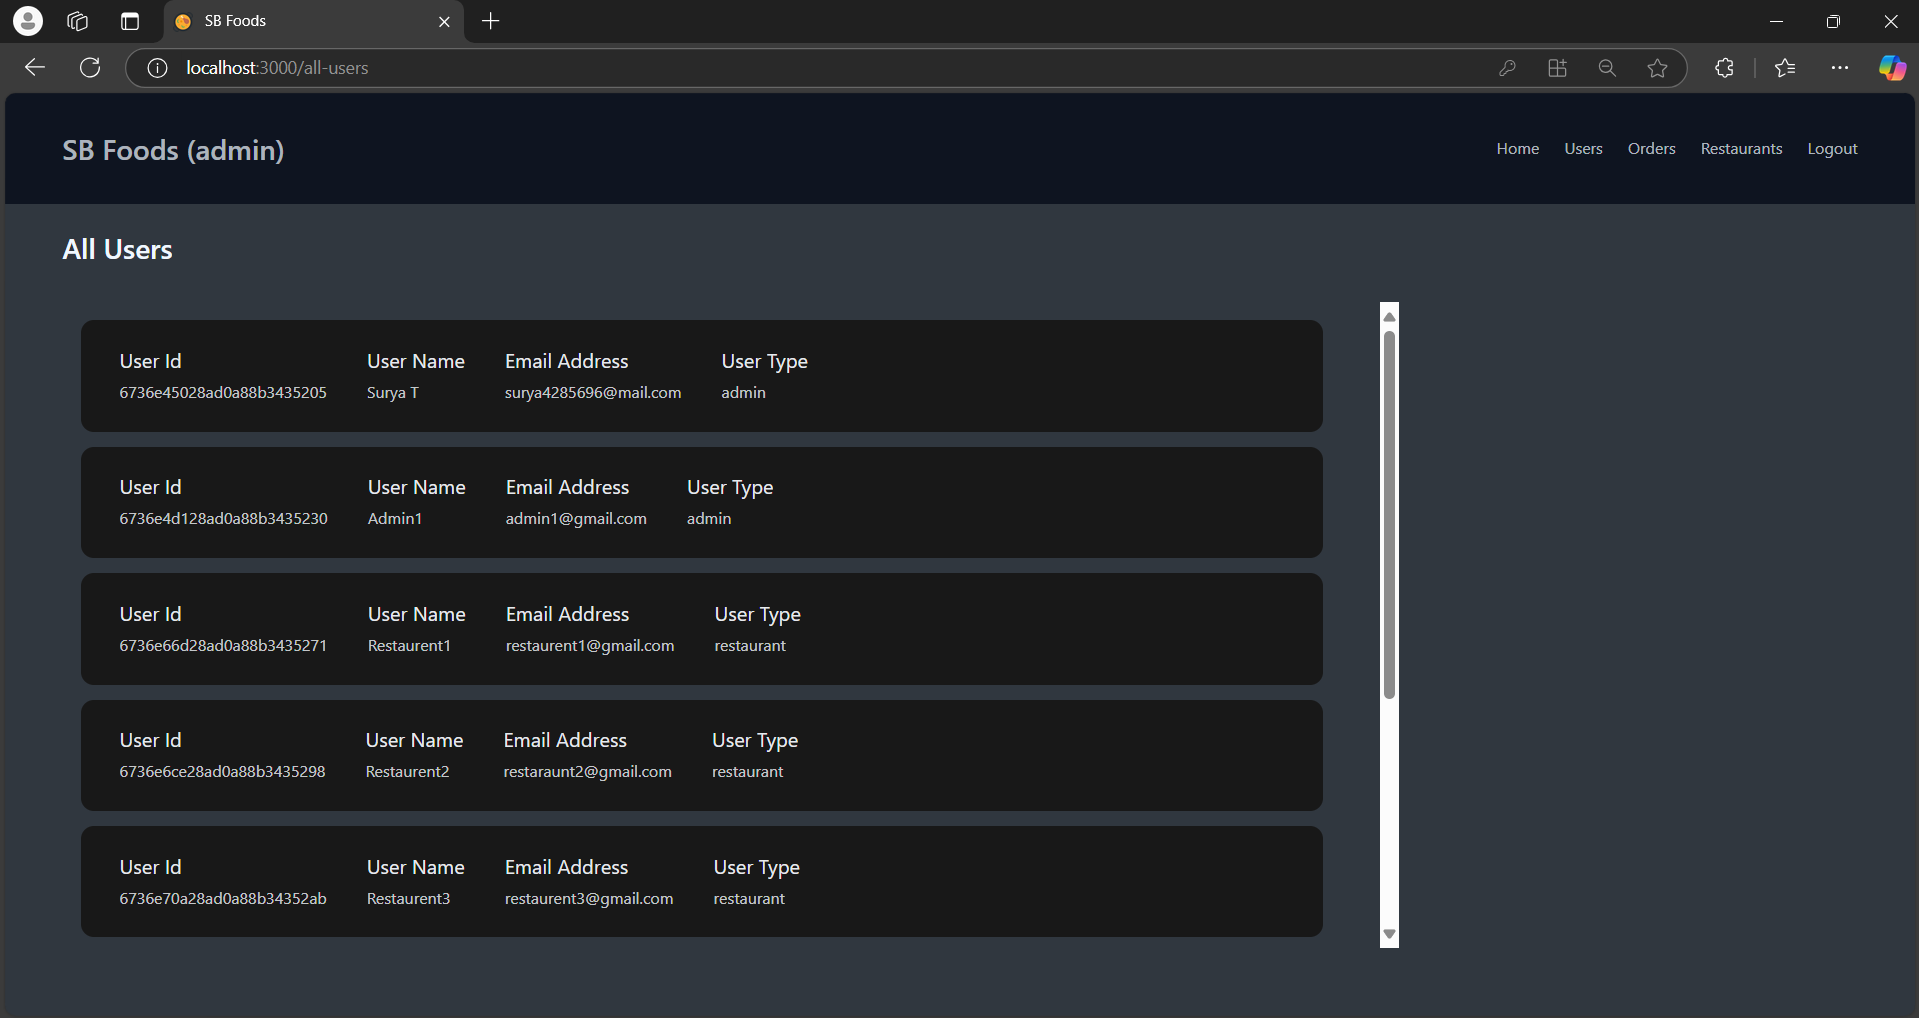 SB Foods
localhost:3000/all-users
SB Foods (admin)
Home Users Orders Restaurants Logout
All Users
User Id User Name Email Address User Type
6736e45028ad0a88b3435205 Surya T surya4285696@mail.com admin
User Id User Name Email Address User Type
6736e4d128ad0a88b3435230 Admin1 admin1@gmail.com admin
User Id User Name Email Address User Type
6736e66d28ad0a88b3435271 Restaurent1 restaurent1@gmail.com restaurant
User Id User Name Email Address User Type
6736e6ce28ad0a88b3435298 Restaurent2 restaraunt2@gmail.com restaurant
User Id User Name Email Address User Type
6736e70a28ad0a88b34352ab Restaurent3 restaurent3@gmail.com restaurant